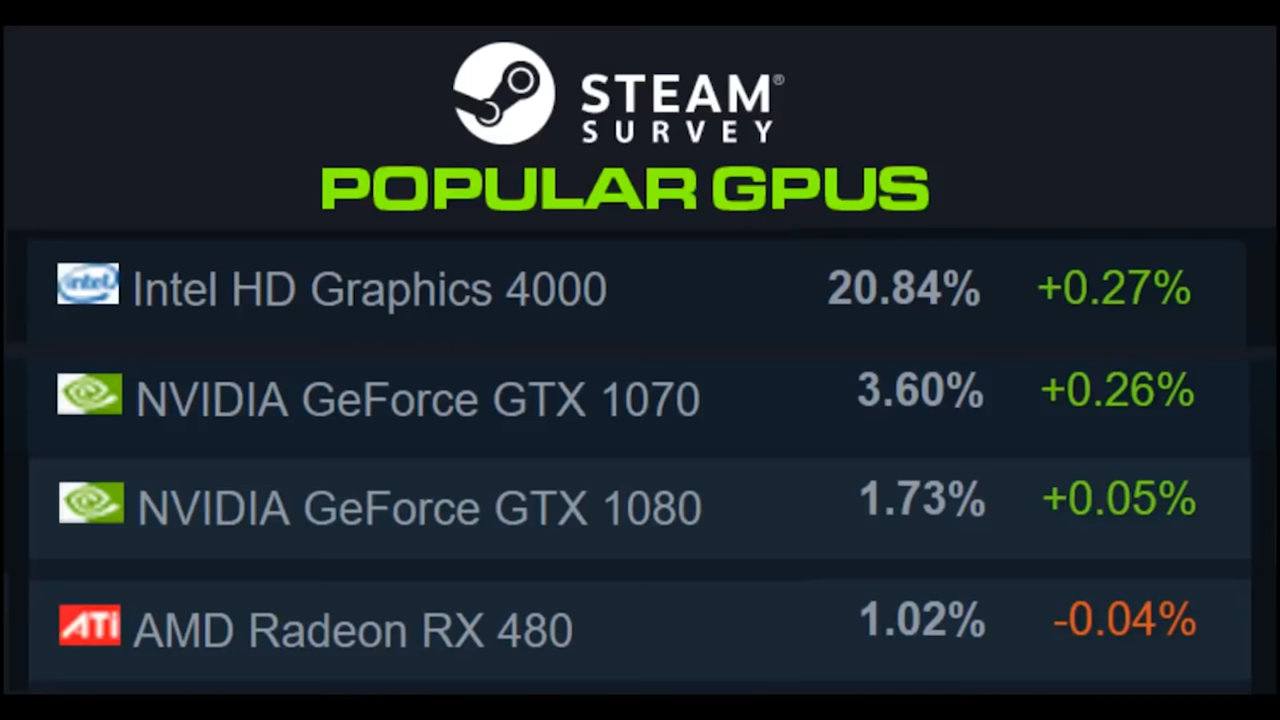 STEAM®
SURVEY
POPULAR GPUS
intel Intel HD Graphics 4000 20.84% +0.27%
NVIDIA GeForce GTX 1070 3.60% +0.26%
NVIDIA GeForce GTX 1080 1.73% +0.05%
ATi AMD Radeon RX 480 1.02% -0.04%